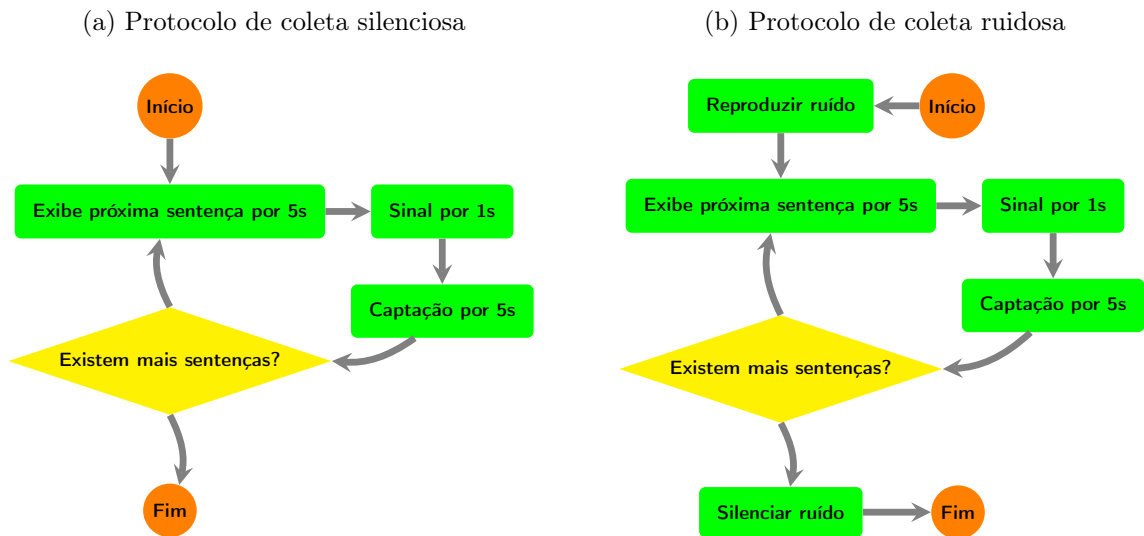 (a) Protocolo de coleta silenciosa
Início
Exibe próxima sentença por 5s
Sinal por 1s
Captação por 5s
Existem mais sentenças?
Fim
(b) Protocolo de coleta ruidosa
Reproduzir ruído
Início
Exibe próxima sentença por 5s
Sinal por 1s
Captação por 5s
Existem mais sentenças?
Silenciar ruído
Fim